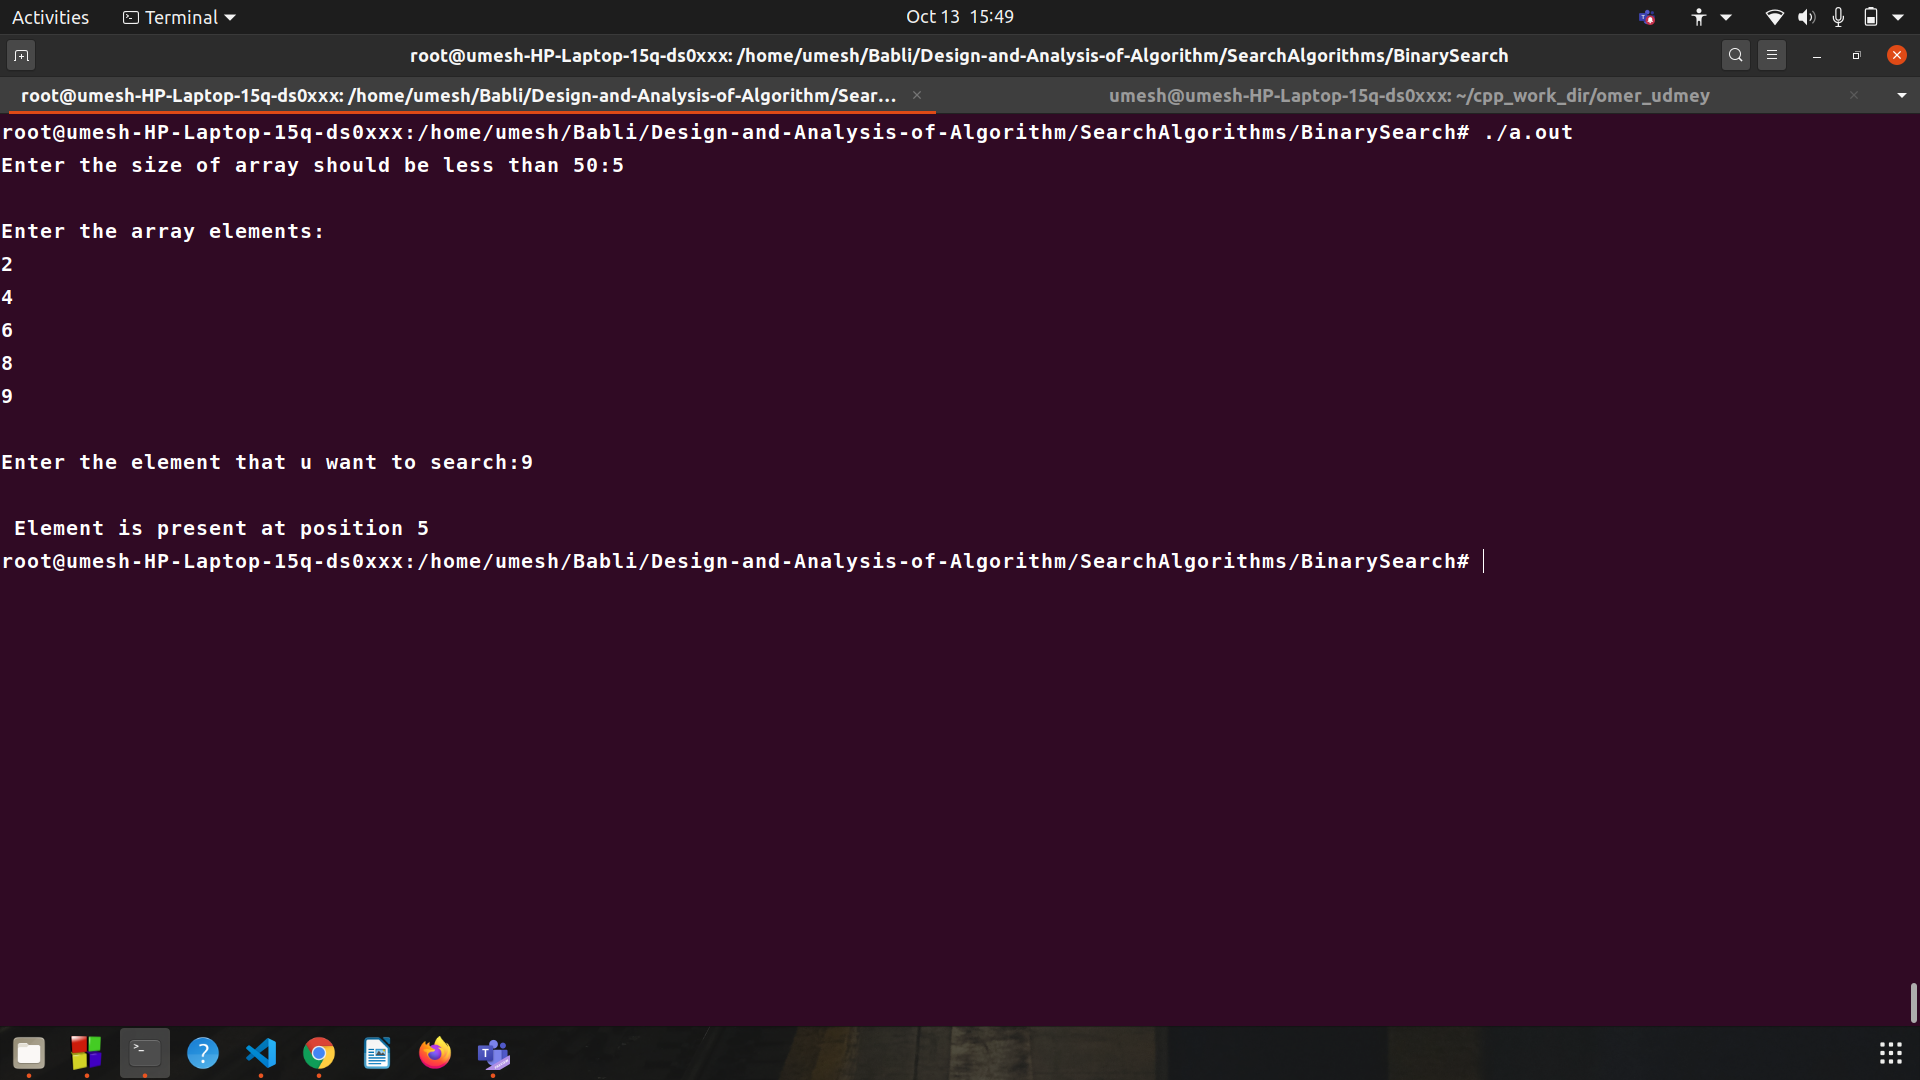 Activities Terminal Oct 13 15:49
root@umesh-HP-Laptop-15q-ds0xxx: /home/umesh/Babli/Design-and-Analysis-of-Algorithm/SearchAlgorithms/BinarySearch
root@umesh-HP-Laptop-15q-ds0xxx: /home/umesh/Babli/Design-and-Analysis-of-Algorithm/Sear... umesh@umesh-HP-Laptop-15q-ds0xxx: ~/cpp_work_dir/omer_udmey
root@umesh-HP-Laptop-15q-ds0xxx:/home/umesh/Babli/Design-and-Analysis-of-Algorithm/SearchAlgorithms/BinarySearch# ./a.out
Enter the size of array should be less than 50:5
Enter the array elements:
2
4
6
8
9
Enter the element that u want to search:9
Element is present at position 5
root@umesh-HP-Laptop-15q-ds0xxx:/home/umesh/Babli/Design-and-Analysis-of-Algorithm/SearchAlgorithms/BinarySearch#